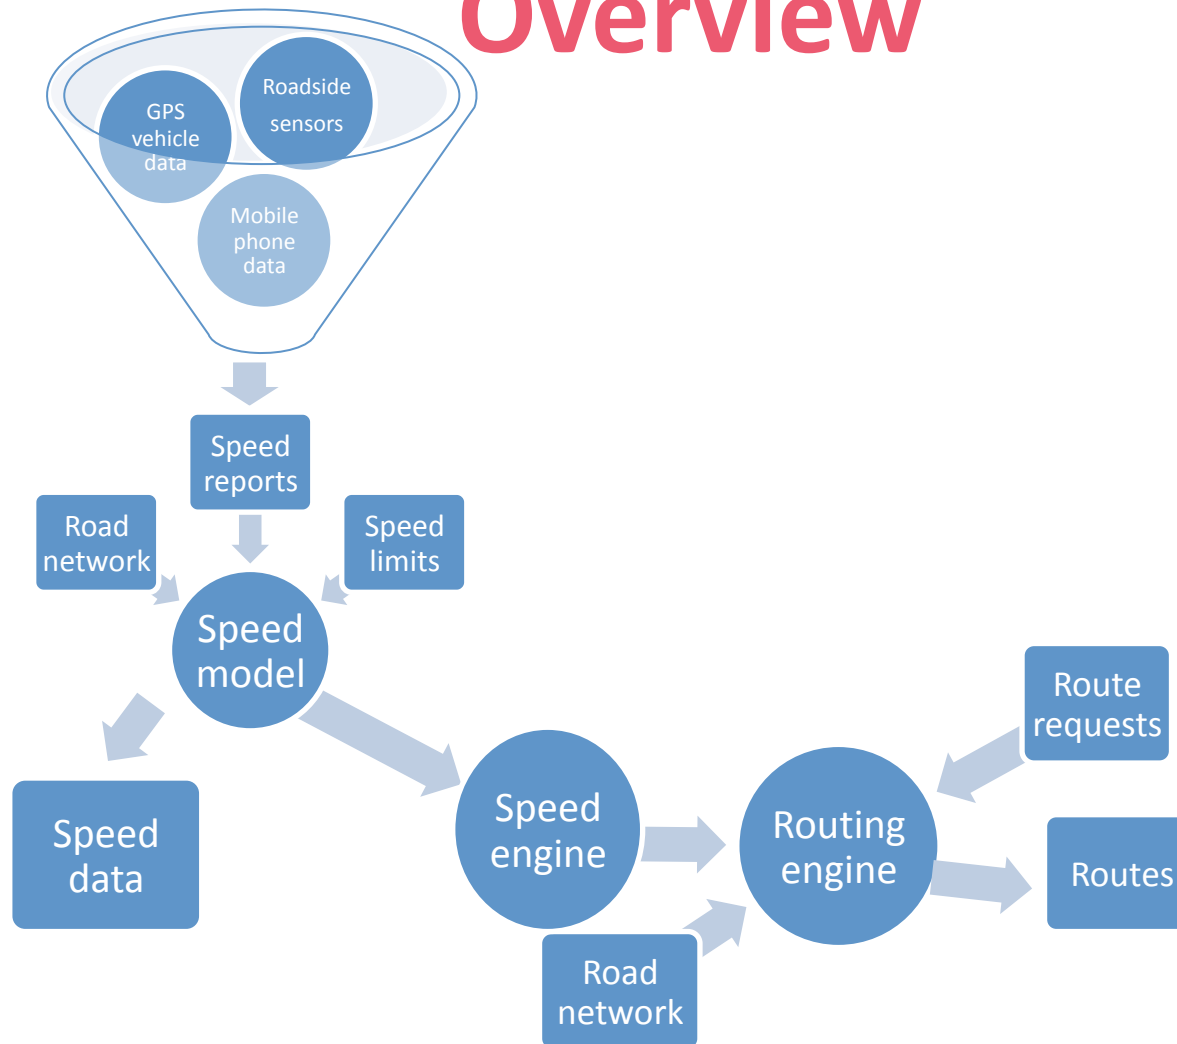 Overview
Roadside
sensors
GPS
vehicle
data
Mobile
phone
data
Speed
reports
Road
network
Speed
limits
Speed
model
Speed
data
Speed
engine
Routing
engine
Route
requests
Routes
Road
network